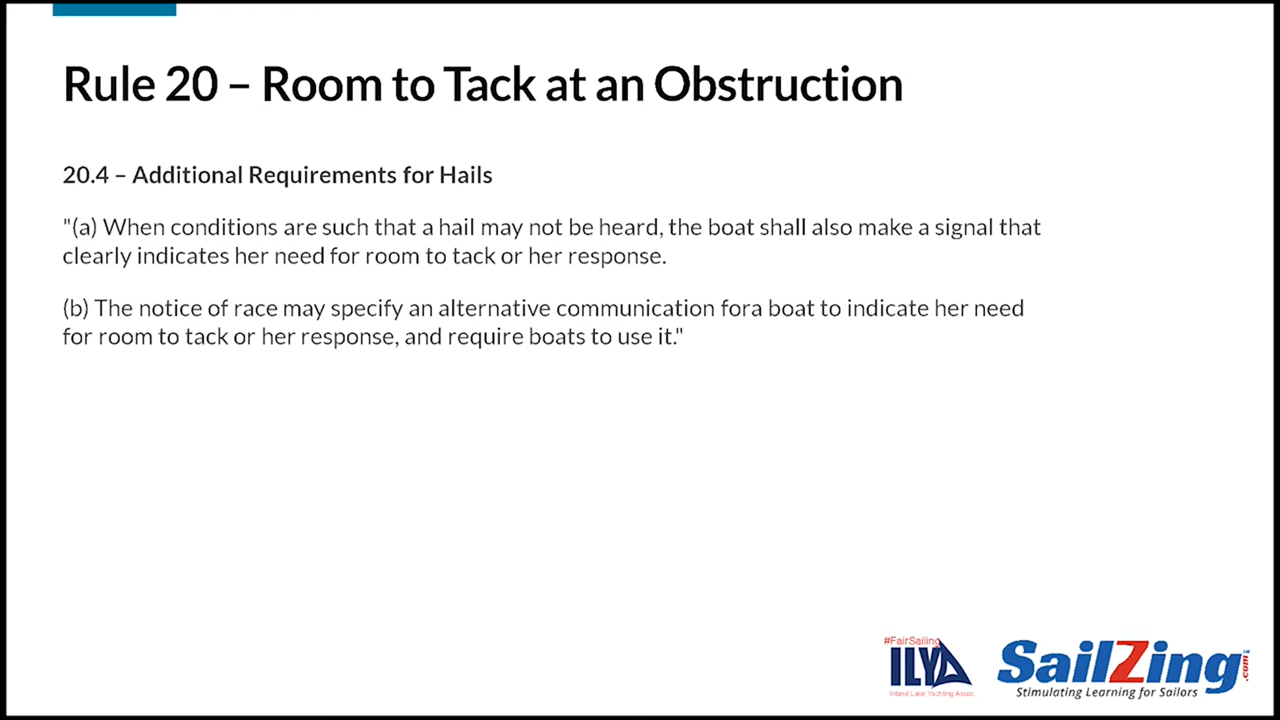 Rule 20 – Room to Tack at an Obstruction
20.4 – Additional Requirements for Hails
"(a) When conditions are such that a hail may not be heard, the boat shall also make a signal that
clearly indicates her need for room to tack or her response.
(b) The notice of race may specify an alternative communication fora boat to indicate her need
for room to tack or her response, and require boats to use it."
#FairSailing
ILYA
Inland Lake Yachting Assoc.
SailZing.com
Stimulating Learning for Sailors